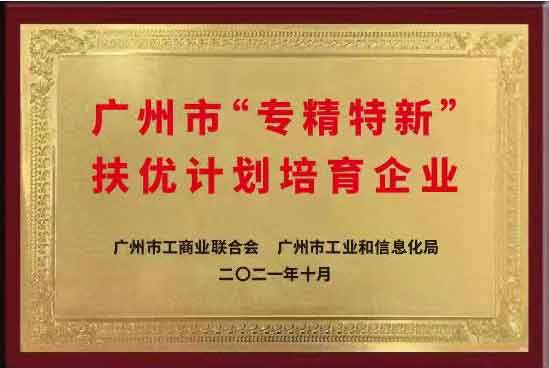 广州市“专精特新”
扶优计划培育企业
广州市工商业联合会 广州市工业和信息化局
二〇二一年十月